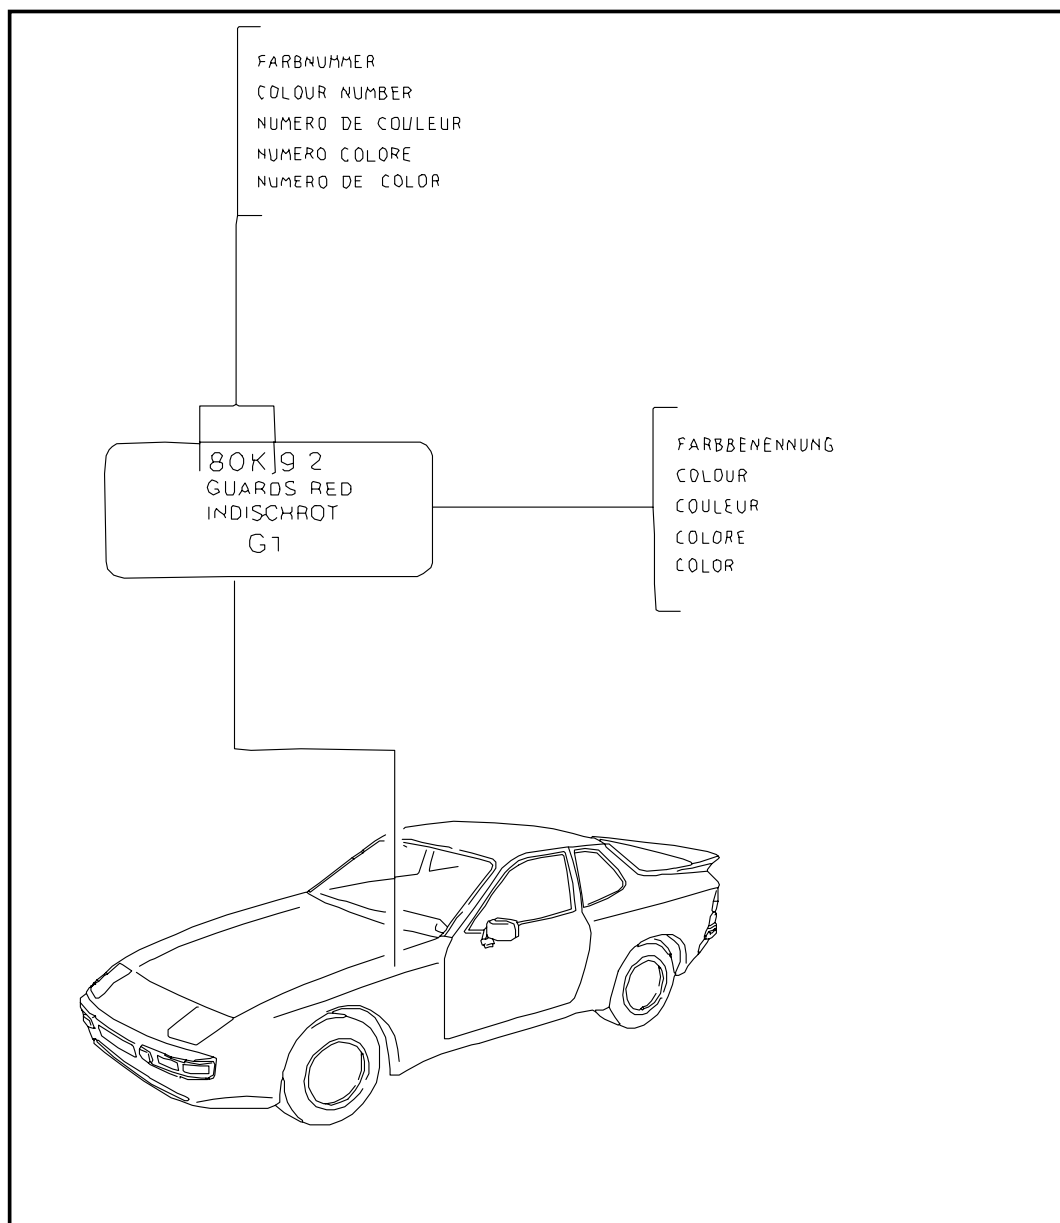 FARBNUMMER
COLOUR NUMBER
NUMERO DE COULEUR
NUMERO COLORE
NUMERO DE COLOR
80K 9 2
GUARDS RED
INDISCHROT
G1
FARBBENENNUNG
COLOUR
COULEUR
COLORE
COLOR